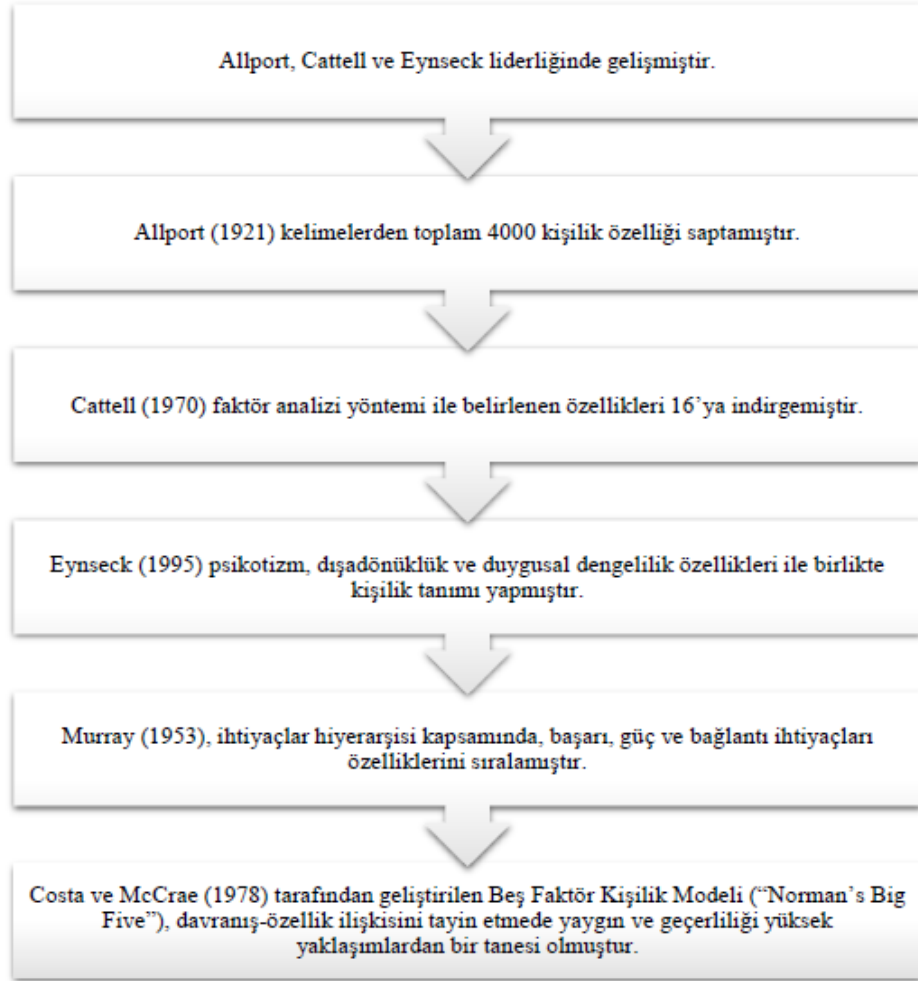 Allport, Cattell ve Eynseck liderliğinde gelişmiştir.
Allport (1921) kelimelerden toplam 4000 kişilik özelliği saptamıştır.
Cattell (1970) faktör analizi yöntemi ile belirlenen özellikleri 16’ya indirgemiştir.
Eynseck (1995) psikotizm, dışadönüklük ve duygusal dengelilik özellikleri ile birlikte
kişilik tanımı yapmıştır.
Murray (1953), ihtiyaçlar hiyerarşisi kapsamında, başarı, güç ve bağlantı ihtiyaçları
özelliklerini sıralamıştır.
Costa ve McCrae (1978) tarafından geliştirilen Beş Faktör Kişilik Modeli (“Norman’s Big
Five”), davranış-özellik ilişkisini tayin etmede yaygın ve geçerliliği yüksek
yaklaşımlardan bir tanesi olmuştur.